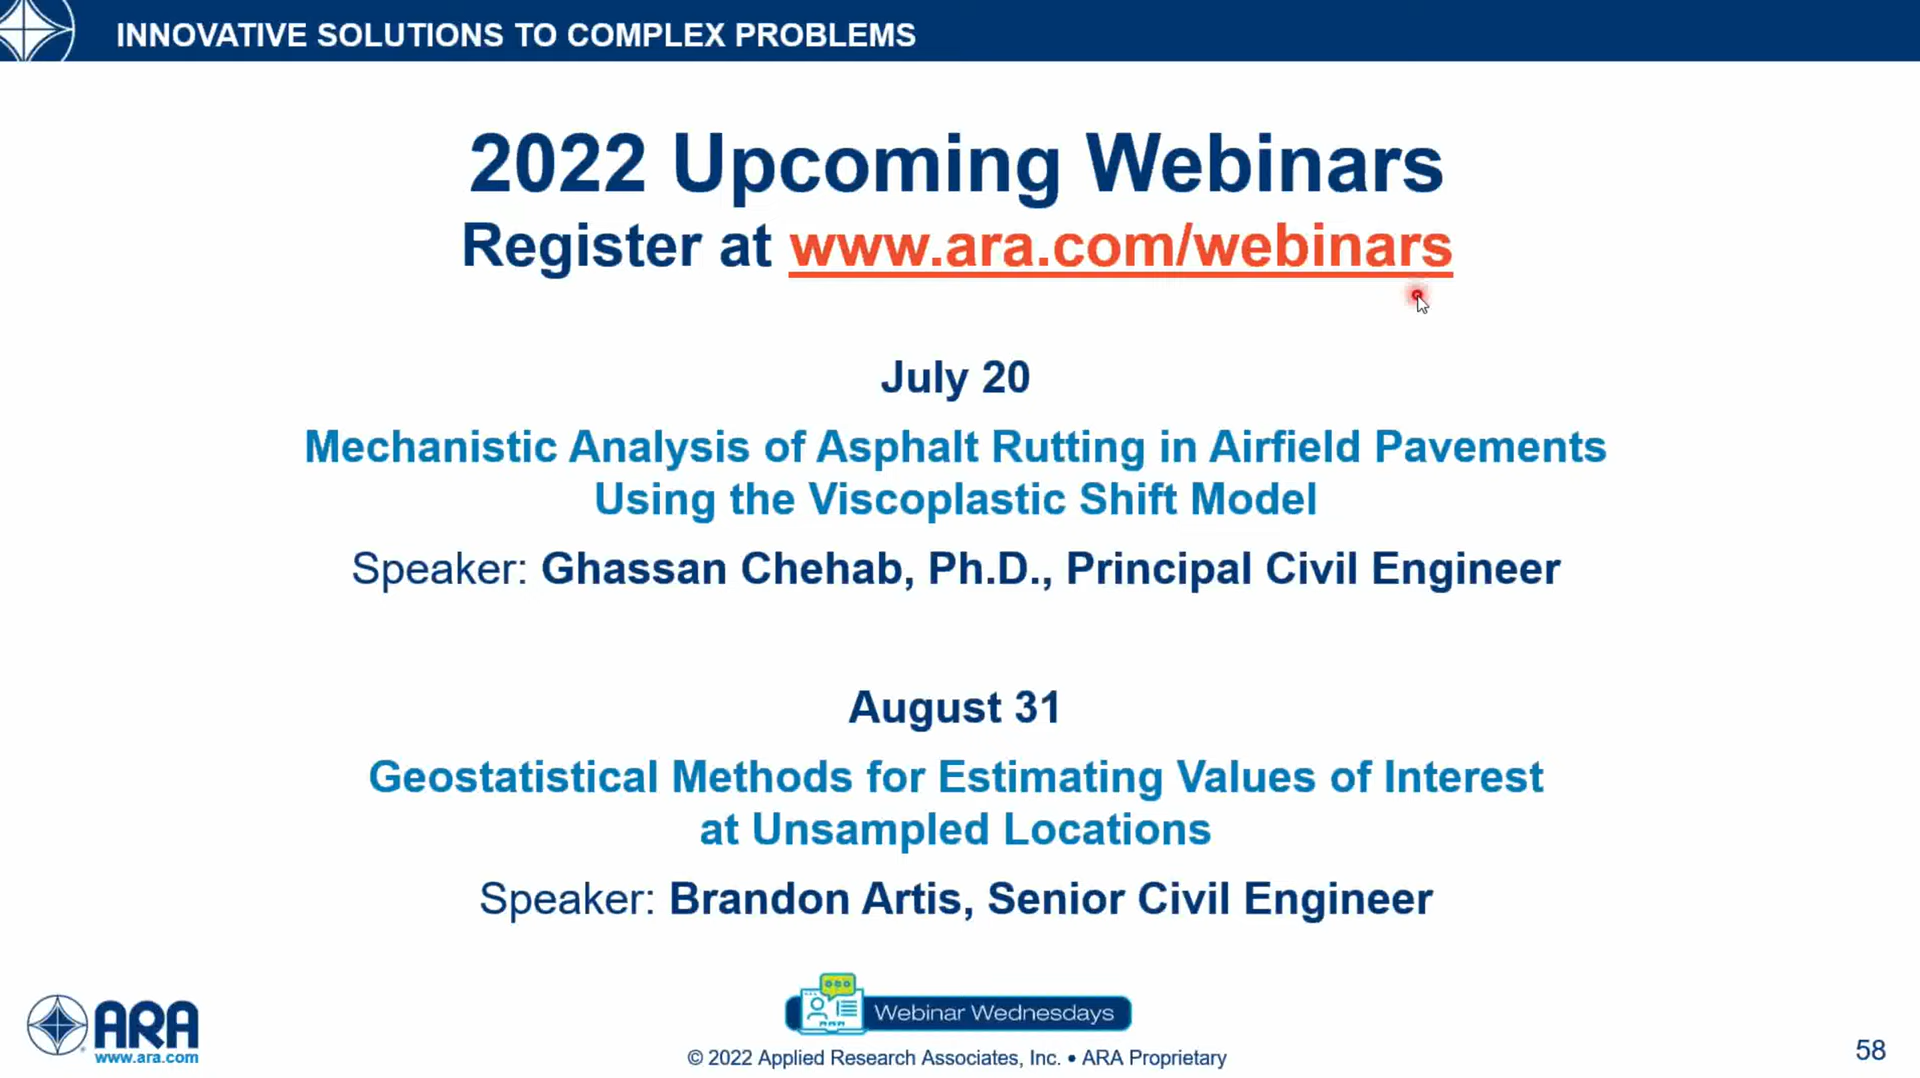 INNOVATIVE SOLUTIONS TO COMPLEX PROBLEMS
2022 Upcoming Webinars
Register at www.ara.com/webinars
July 20
Mechanistic Analysis of Asphalt Rutting in Airfield Pavements
Using the Viscoplastic Shift Model
Speaker: Ghassan Chehab, Ph.D., Principal Civil Engineer
August 31
Geostatistical Methods for Estimating Values of Interest
at Unsampled Locations
Speaker: Brandon Artis, Senior Civil Engineer
ARA
www.ara.com
ARA
Webinar Wednesdays
© 2022 Applied Research Associates, Inc. • ARA Proprietary
58